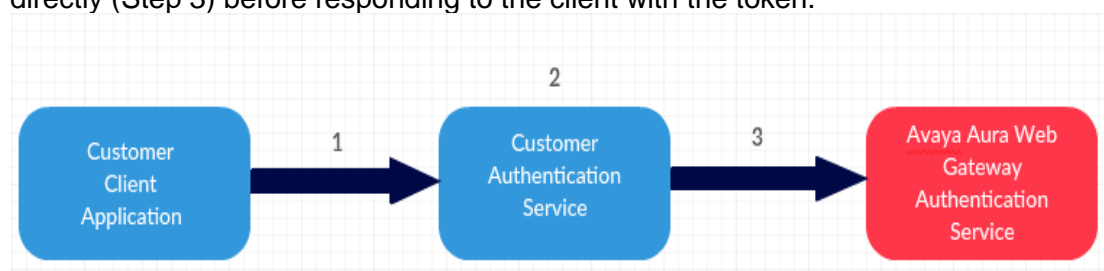 directly (Step 3) before responding to the client with the token.
2
1
3
Customer
Client
Application
Customer
Authentication
Service
Avaya Aura Web
Gateway
Authentication
Service